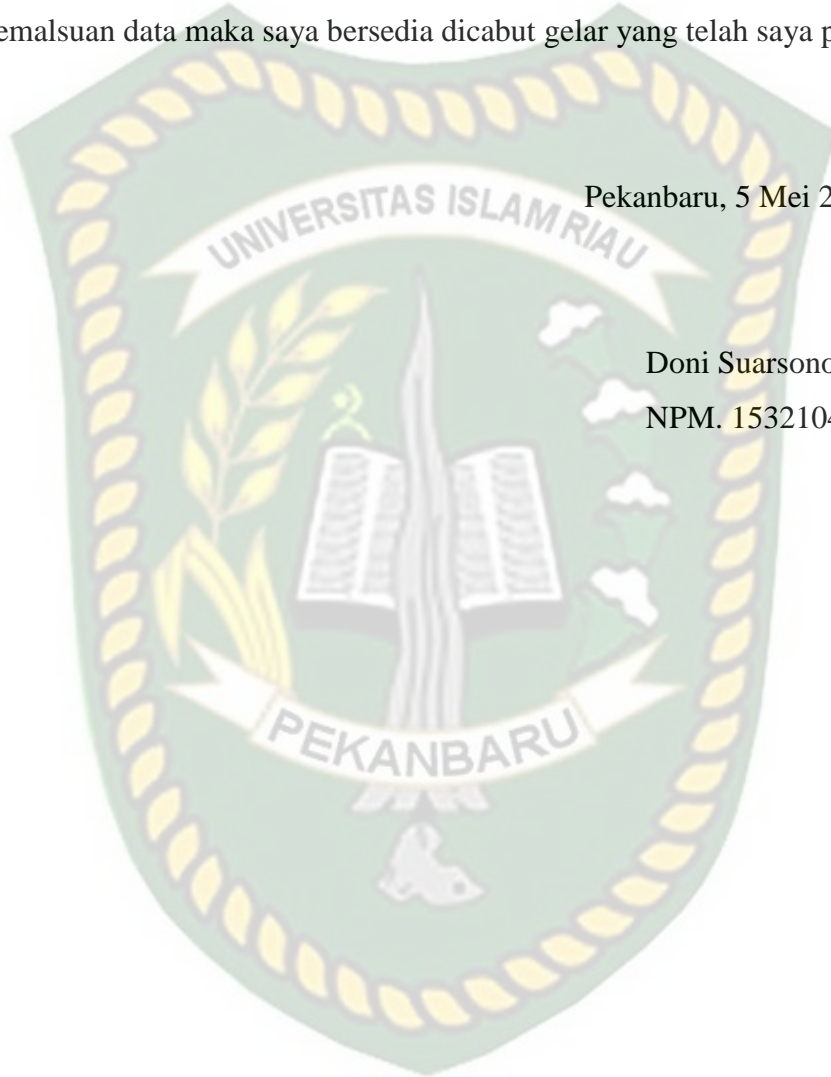 emalsuan data maka saya bersedia dicabut gelar yang telah saya p
Pekanbaru, 5 Mei 2
UNIVERSITAS ISLAM RIAU
Doni Suarsono
NPM. 1532104
PEKANBARU